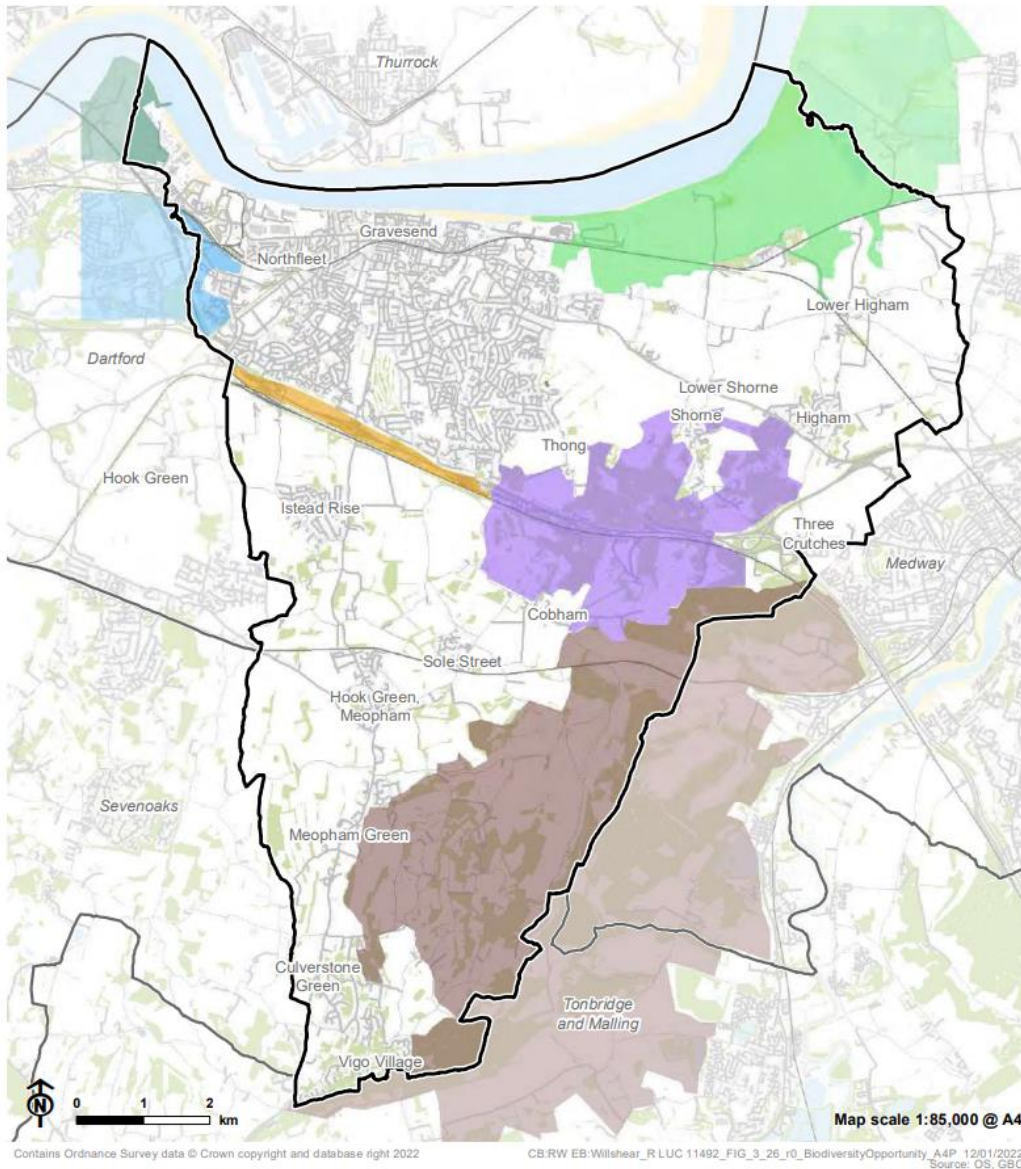 Thurrock
Gravesend
Northfleet
Lower Higham
Dartford
Lower Shorne
Shorne
Higham
Thong
Hook Green
Istead Rise
Three
Crutches
Medway
Cobham
Sole Street
Hook Green,
Meopham
Sevenoaks
Meopham Green
Culverstone
Green
Tonbridge
and Malling
Vigo Village
N
0 1 2
km
Map scale 1:85,000 @ A4
Contains Ordnance Survey data © Crown copyright and database right 2022
CB:RW EB:Willshear_R LUC 11492_FIG_3_26_r0_BiodiversityOpportunity_A4P 12/01/2022
Source: OS, GBC